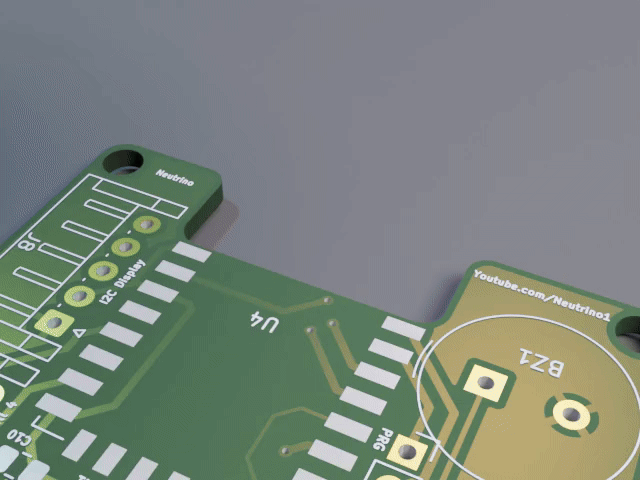 Neutrino
J8
I2C Display
U4
Youtube.com/Neutrino1
BZ1
PRG
C10